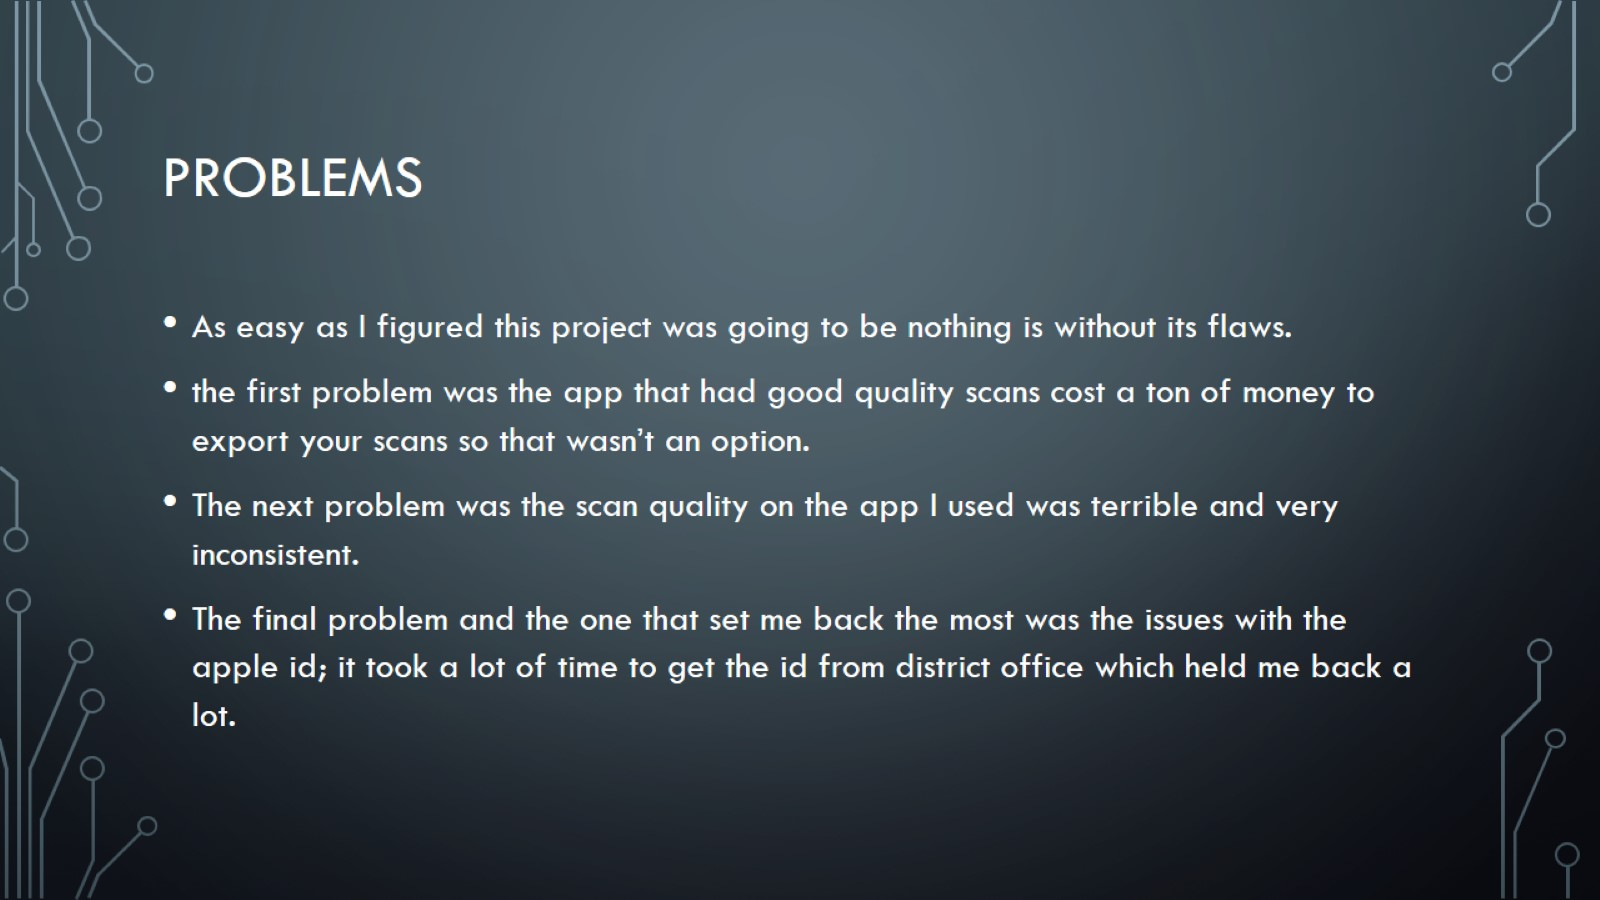 PROBLEMS
• As easy as I figured this project was going to be nothing is without its flaws.
• the first problem was the app that had good quality scans cost a ton of money to
export your scans so that wasn’t an option.
• The next problem was the scan quality on the app I used was terrible and very
inconsistent.
• The final problem and the one that set me back the most was the issues with the
apple id; it took a lot of time to get the id from district office which held me back a
lot.